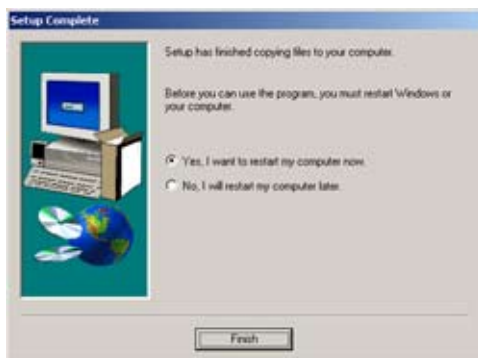 Setup Complete
Setup has finished copying files to your computer.
Before you can use the program, you must restart Windows or
your computer.
Yes, I want to restart my computer now.
No, I will restart my computer later.
Finish